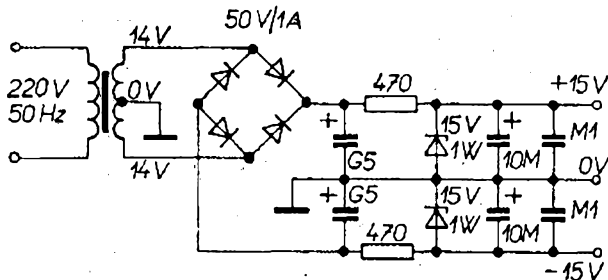 50V/1A
14V
220V
50Hz
0V
14V
470
+15V
+
G5
15V
1W
+
10M
M1
0V
+
G5
15V
1W
+
10M
M1
470
-15V